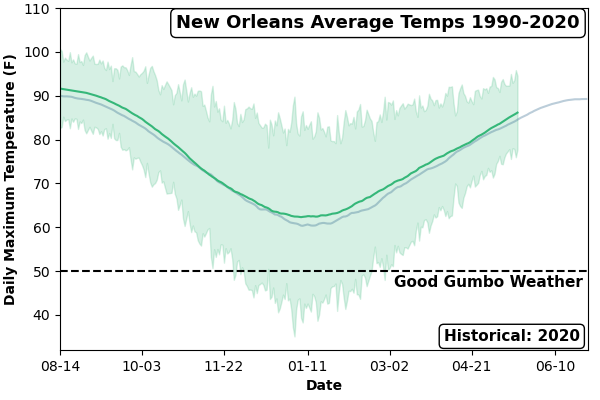 New Orleans Average Temps 1990-2020
Daily Maximum Temperature (F)
110
100
90
80
70
60
50
40
Good Gumbo Weather
Historical: 2020
08-14 10-03 11-22 01-11 03-02 04-21 06-10
Date